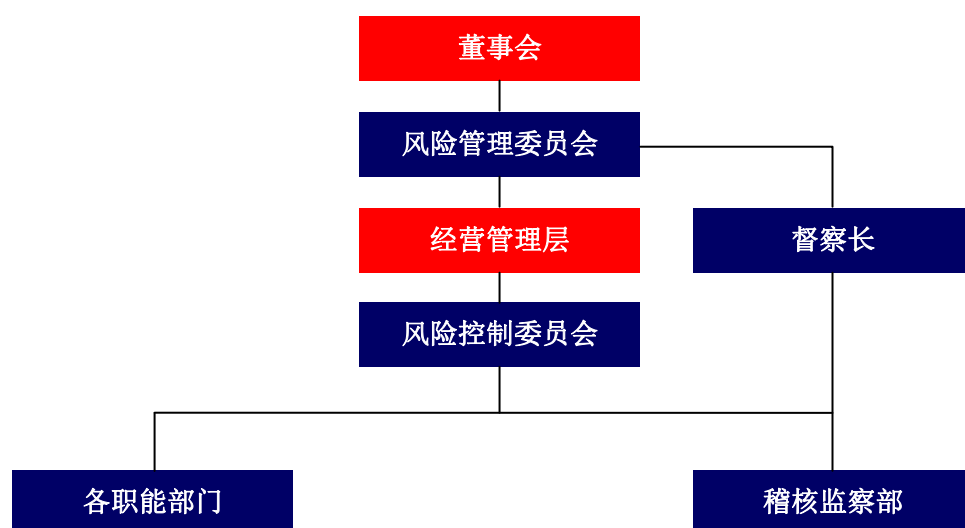 董事会
风险管理委员会
经营管理层
督察长
风险控制委员会
各职能部门
稽核监察部